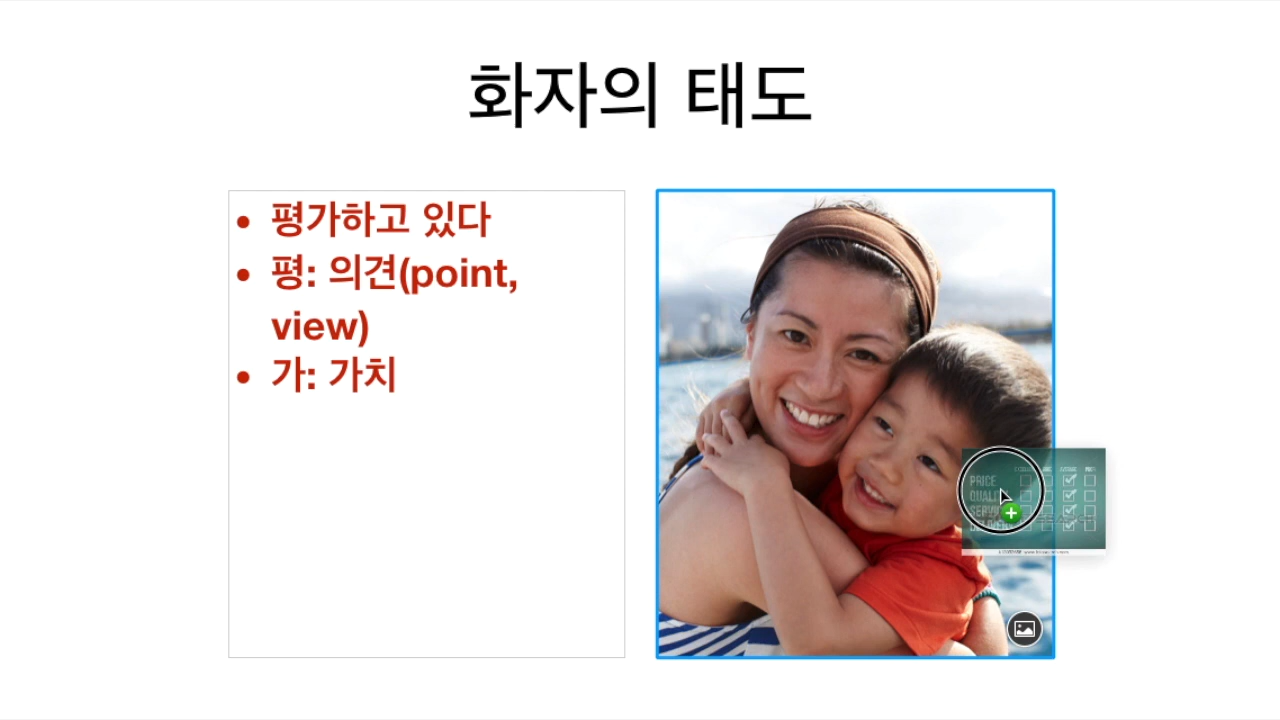 화자의 태도
• 평가하고 있다
• 평: 의견(point,
view)
• 가: 가치
PRICE
QUALITY